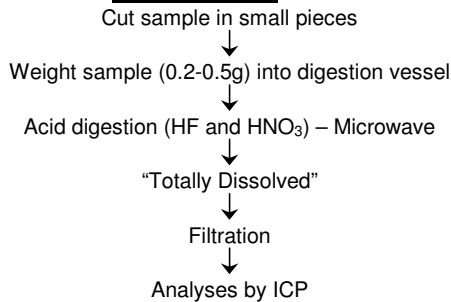 Cut sample in small pieces
Weight sample (0.2-0.5g) into digestion vessel
Acid digestion (HF and HNO₃) – Microwave
“Totally Dissolved”
Filtration
Analyses by ICP